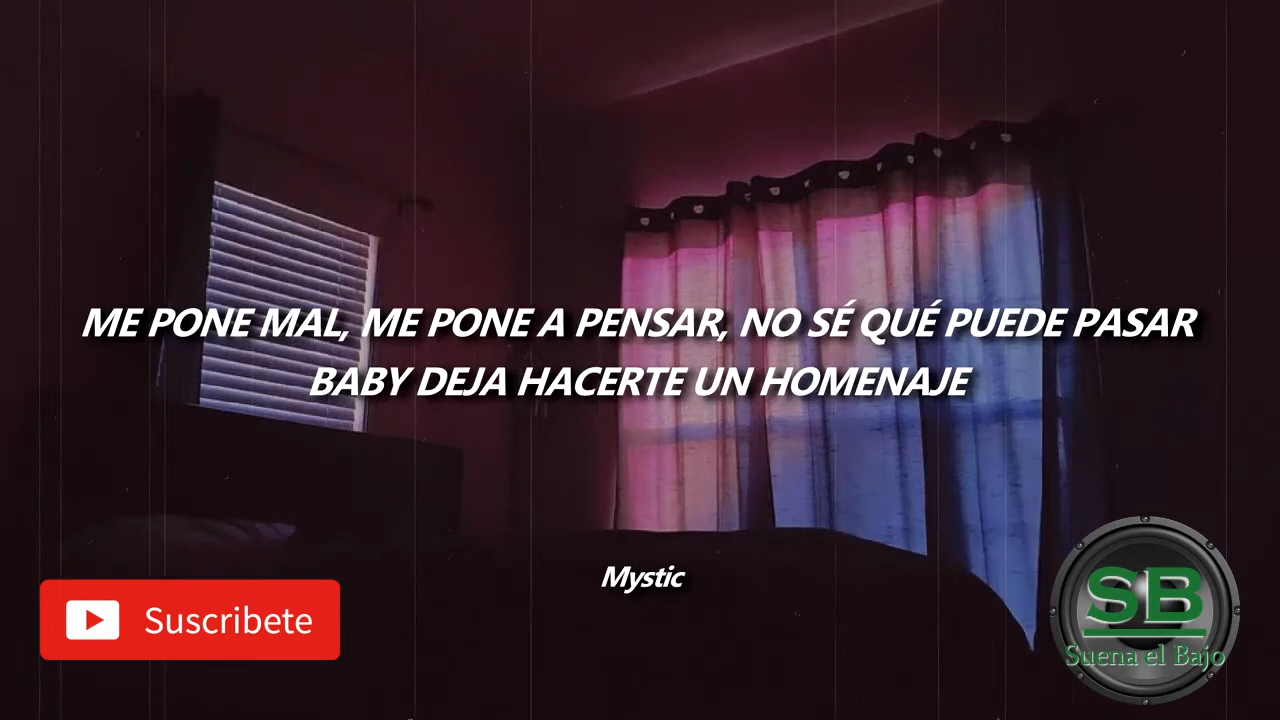 ME PONE MAL, ME PONE A PENSAR, NO SÉ QUÉ PUEDE PASAR
BABY DEJA HACERTE UN HOMENAJE
Mystic
Suscribete
SB
Suena el Bajo